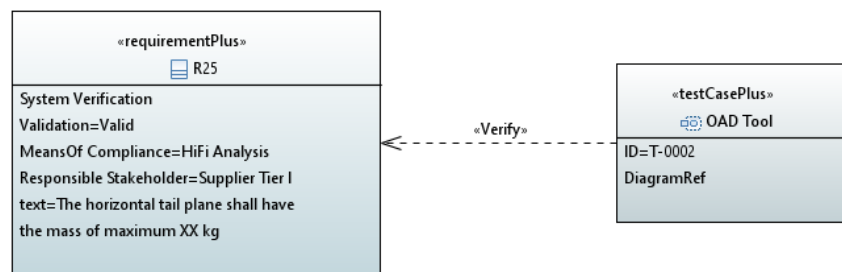 «requirementPlus»
R25
System Verification
Validation=Valid
MeansOf Compliance=HiFi Analysis
Responsible Stakeholder=Supplier Tier I
text=The horizontal tail plane shall have
the mass of maximum XX kg
«Verify»
«testCasePlus»
OAD Tool
ID=T-0002
DiagramRef